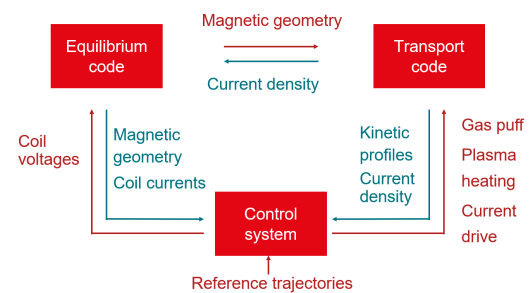 Magnetic geometry
Equilibrium
code
Transport
code
Current density
Coil
voltages
Magnetic
geometry
Coil currents
Kinetic
profiles
Current
density
Gas puff
Plasma
heating
Current
drive
Control
system
Reference trajectories